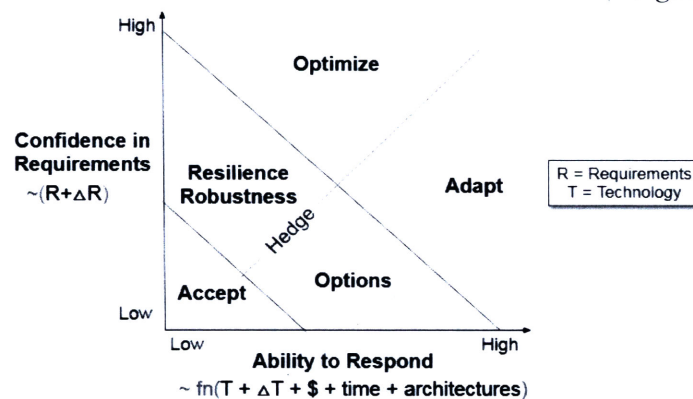 High
Optimize
Confidence in
Requirements
~(R+ΔR)
Resilience
Robustness
Adapt
R = Requirements
T = Technology
Hedge
Accept
Options
Low
Low
High
Ability to Respond
~ fn(T + ΔT + $ + time + architectures)